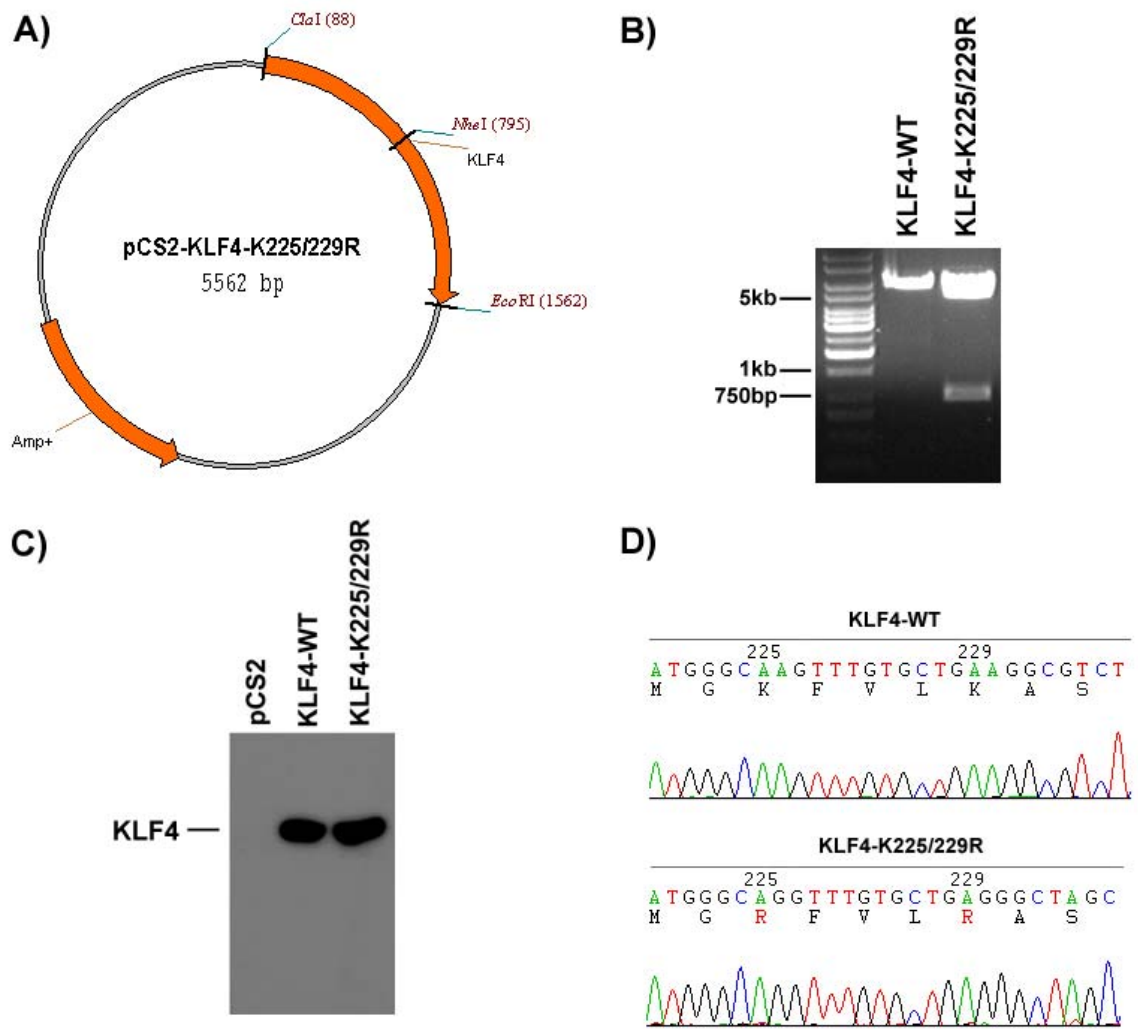 A)
ClaI (88)
NheI (795)
KLF4
pCS2-KLF4-K225/229R
5562 bp
EcoRI (1562)
Amp+
B)
KLF4-WT
KLF4-K225/229R
5kb
1kb
750bp
C)
pCS2
KLF4-WT
KLF4-K225/229R
KLF4
D)
KLF4-WT
225 229
ATGGGCAAGTTTGTGCTGAAGGCGTCT
M G K F V L K A S
KLF4-K225/229R
225 229
ATGGGCAGGTTTGTGCTGAGGGCTAGC
M G R F V L R A S